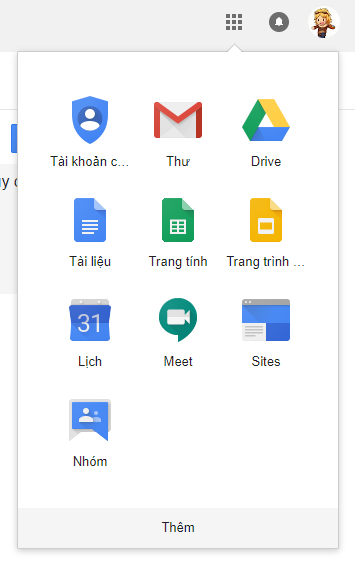 Tài khoản c...
Thư
Drive
Tài liệu
Trang tính
Trang trình ...
31
Lịch
Meet
Sites
Nhóm
Thêm